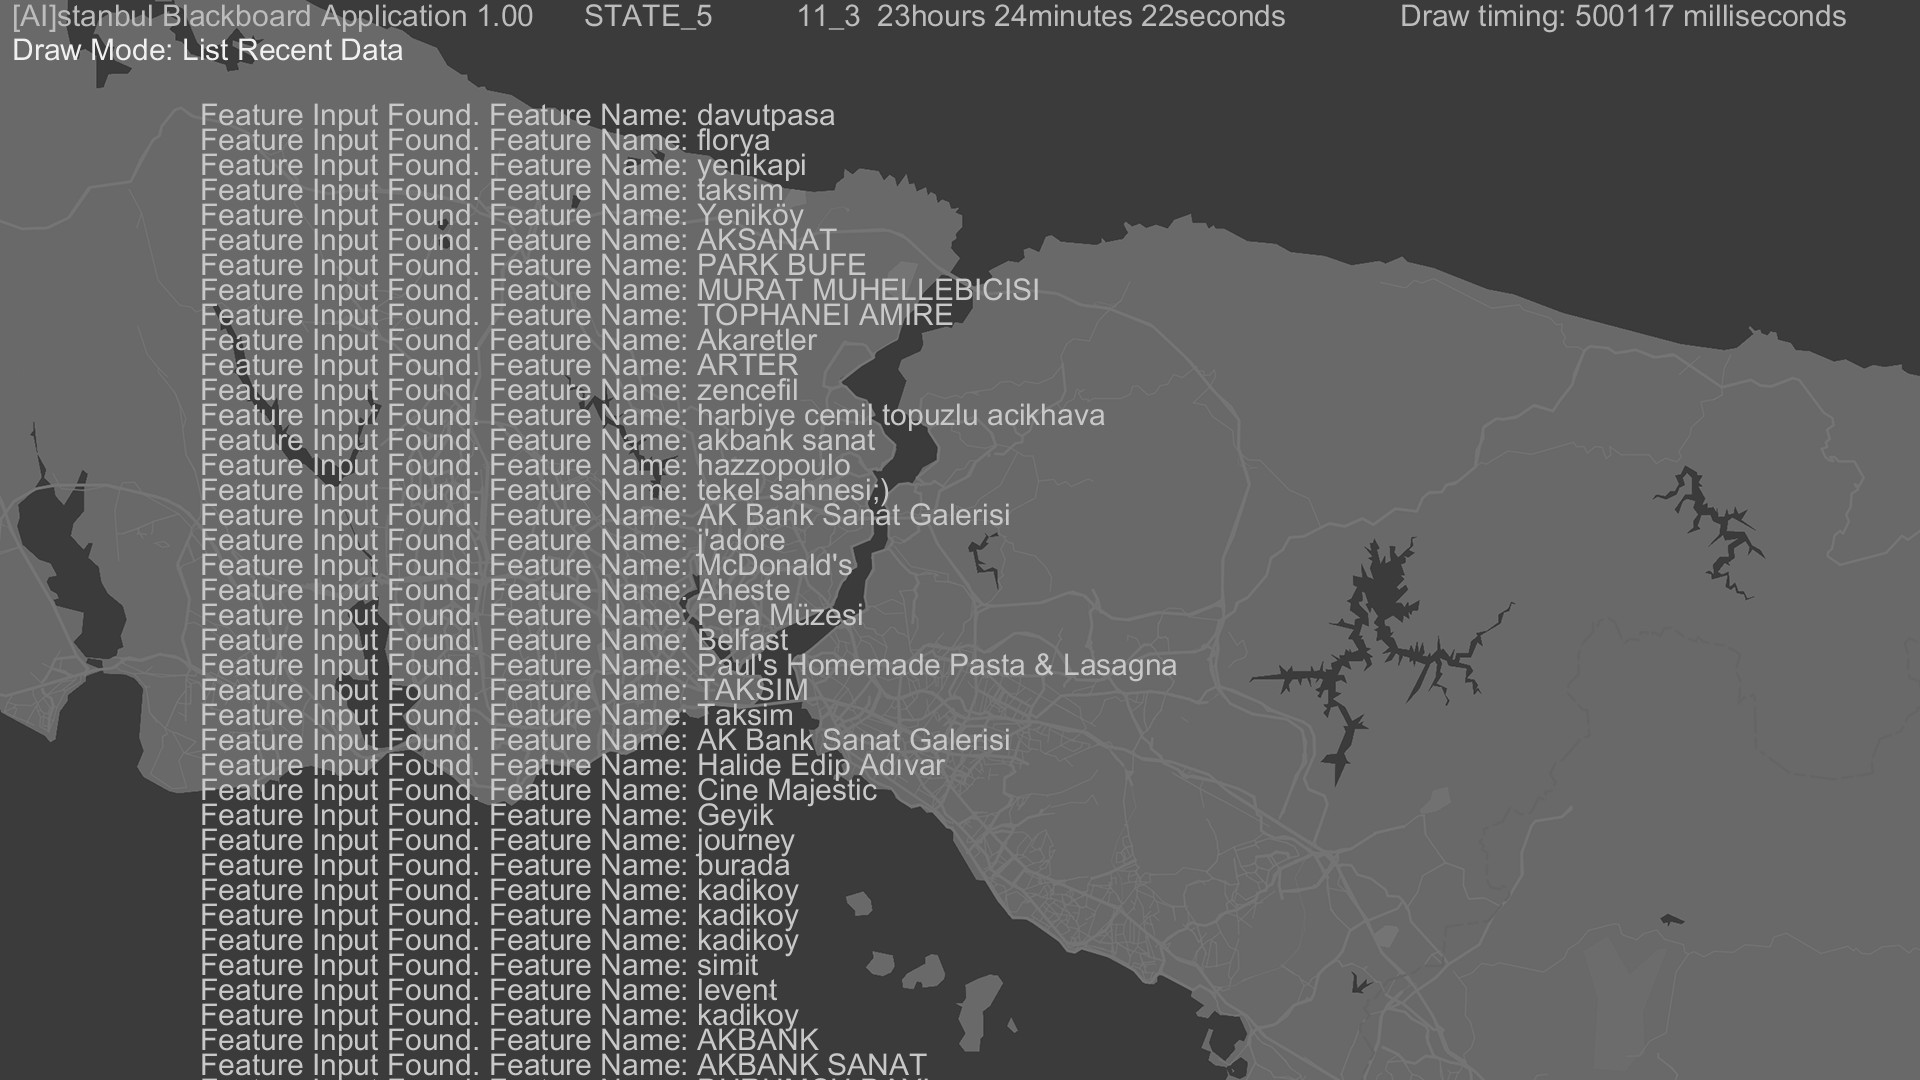 [AI]stanbul Blackboard Application 1.00 STATE_5 11_3 23hours 24minutes 22seconds Draw timing: 500117 milliseconds
Draw Mode: List Recent Data
Feature Input Found. Feature Name: davutpasa
Feature Input Found. Feature Name: florya
Feature Input Found. Feature Name: yenikapi
Feature Input Found. Feature Name: taksim
Feature Input Found. Feature Name: Yeniköy
Feature Input Found. Feature Name: AKSANAT
Feature Input Found. Feature Name: PARK BUFE
Feature Input Found. Feature Name: MURAT MUHELLEBICISI
Feature Input Found. Feature Name: TOPHANEI AMIRE
Feature Input Found. Feature Name: Akaretler
Feature Input Found. Feature Name: ARTER
Feature Input Found. Feature Name: zencefil
Feature Input Found. Feature Name: harbiye cemil topuzlu acikhava
Feature Input Found. Feature Name: akbank sanat
Feature Input Found. Feature Name: hazzopoulo
Feature Input Found. Feature Name: tekel sahnesi;)
Feature Input Found. Feature Name: AK Bank Sanat Galerisi
Feature Input Found. Feature Name: j'adore
Feature Input Found. Feature Name: McDonald's
Feature Input Found. Feature Name: Aheste
Feature Input Found. Feature Name: Pera Müzesi
Feature Input Found. Feature Name: Belfast
Feature Input Found. Feature Name: Paul's Homemade Pasta & Lasagna
Feature Input Found. Feature Name: TAKSIM
Feature Input Found. Feature Name: Taksim
Feature Input Found. Feature Name: AK Bank Sanat Galerisi
Feature Input Found. Feature Name: Halide Edip Adıvar
Feature Input Found. Feature Name: Cine Majestic
Feature Input Found. Feature Name: Geyik
Feature Input Found. Feature Name: journey
Feature Input Found. Feature Name: burada
Feature Input Found. Feature Name: kadikoy
Feature Input Found. Feature Name: kadikoy
Feature Input Found. Feature Name: kadikoy
Feature Input Found. Feature Name: simit
Feature Input Found. Feature Name: levent
Feature Input Found. Feature Name: kadikoy
Feature Input Found. Feature Name: AKBANK
Feature Input Found. Feature Name: AKBANK SANAT